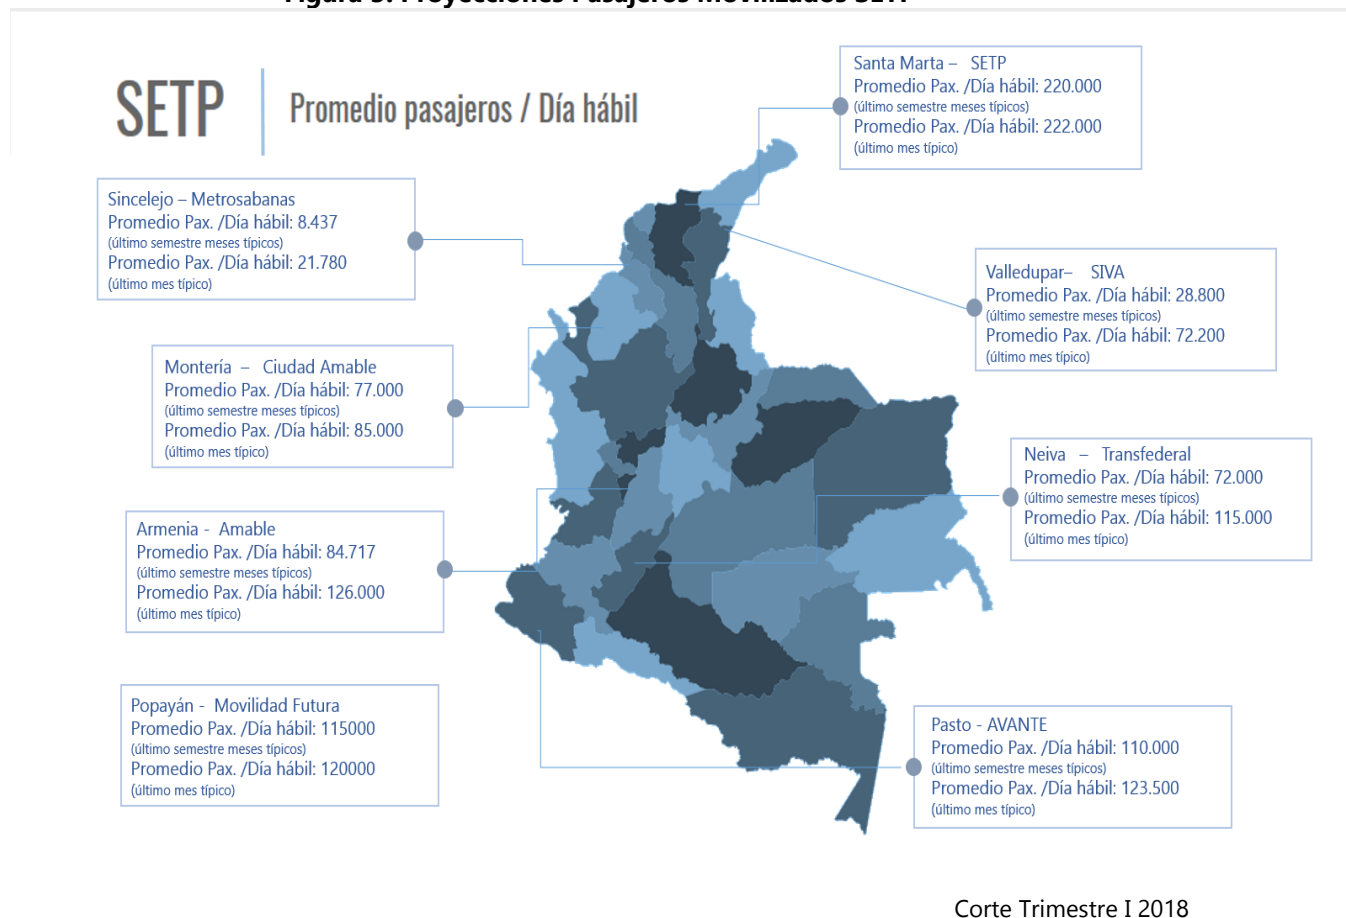 Figura 3. Proyecciones Pasajeros Movilizados SETP
SETP
Promedio pasajeros / Día hábil
Santa Marta – SETP
Promedio Pax. /Día hábil: 220.000
(último semestre meses típicos)
Promedio Pax. /Día hábil: 222.000
(último mes típico)
Sincelejo – Metrosabanas
Promedio Pax. /Día hábil: 8.437
(último semestre meses típicos)
Promedio Pax. /Día hábil: 21.780
(último mes típico)
Valledupar– SIVA
Promedio Pax. /Día hábil: 28.800
(último semestre meses típicos)
Promedio Pax. /Día hábil: 72.200
(último mes típico)
Montería – Ciudad Amable
Promedio Pax. /Día hábil: 77.000
(último semestre meses típicos)
Promedio Pax. /Día hábil: 85.000
(último mes típico)
Neiva – Transfederal
Promedio Pax. /Día hábil: 72.000
(último semestre meses típicos)
Promedio Pax. /Día hábil: 115.000
(último mes típico)
Armenia - Amable
Promedio Pax. /Día hábil: 84.717
(último semestre meses típicos)
Promedio Pax. /Día hábil: 126.000
(último mes típico)
Popayán - Movilidad Futura
Promedio Pax. /Día hábil: 115000
(último semestre meses típicos)
Promedio Pax. /Día hábil: 120000
(último mes típico)
Pasto - AVANTE
Promedio Pax. /Día hábil: 110.000
(último semestre meses típicos)
Promedio Pax. /Día hábil: 123.500
(último mes típico)
Corte Trimestre I 2018